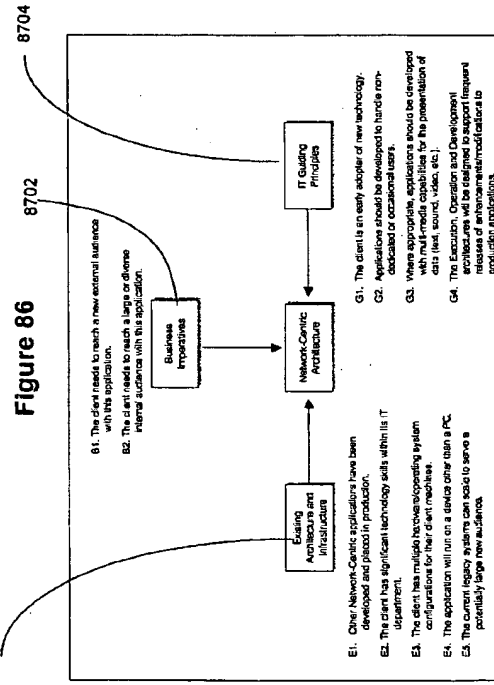 Figure 86
8702
8704
B1. The client needs to reach a new external audience
with this application.
B2. The client needs to reach a large or diverse
internal audience with this application.
Business
Imperatives
Existing
Architecture and
Infrastructure
Network-Centric
Architecture
IT Guiding
Principles
E1. Other Network-Centric applications have been
developed and placed in production.
E2. The client has significant technology skills within its IT
department.
E3. The client has multiple hardware/operating system
configurations for their client machines.
E4. The application will run on a device other than a PC.
E5. The current legacy systems can scale to serve a
potentially large new audience.
G1. The client is an early adopter of new technology.
G2. Applications should be developed to handle non-
dedicated or occasional users.
G3. Where appropriate, applications should be developed
with multi-media capabilities for the presentation of
data (text, sound, video, etc.).
G4. The Execution, Operation and Development
architectures will be designed to support frequent
releases of enhancements/modifications to
production applications.